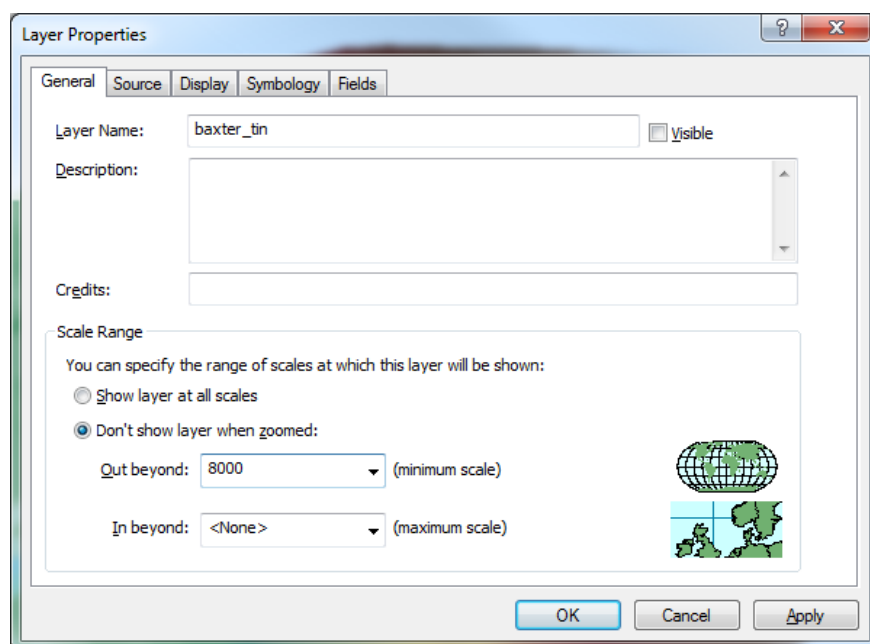 Layer Properties
General Source Display Symbology Fields
Layer Name: baxter_tin Visible
Description:
Credits:
Scale Range
You can specify the range of scales at which this layer will be shown:
Show layer at all scales
Don't show layer when zoomed:
Out beyond: 8000 (minimum scale)
In beyond: <None> (maximum scale)
OK Cancel Apply